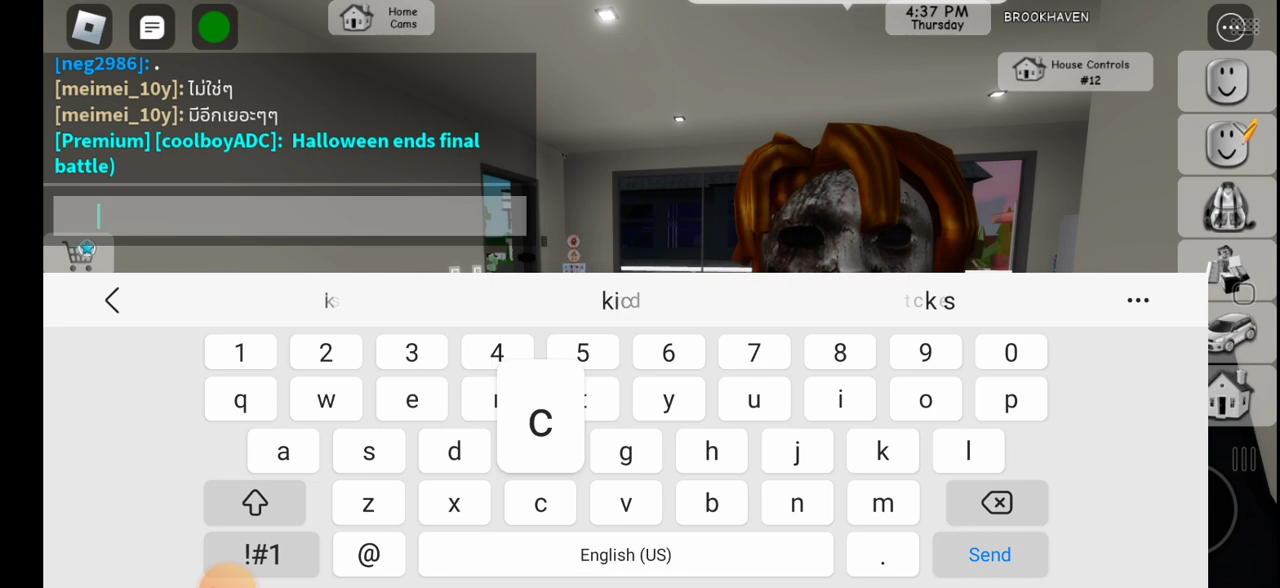 Home
Cams
4:37 PM
Thursday
BROOKHAVEN
House Controls
#12
[neg2986]: .
[meimei_10y]: ไม่ใช่ๆ
[meimei_10y]: มีอีกเยอะๆๆ
[Premium] [coolboyADC]: Halloween ends final
battle)
1 2 3 4 5 6 7 8 9 0
q w e y u i o p
c
a s d g h j k l
z x c v b n m
!#1 @ English (US) . Send